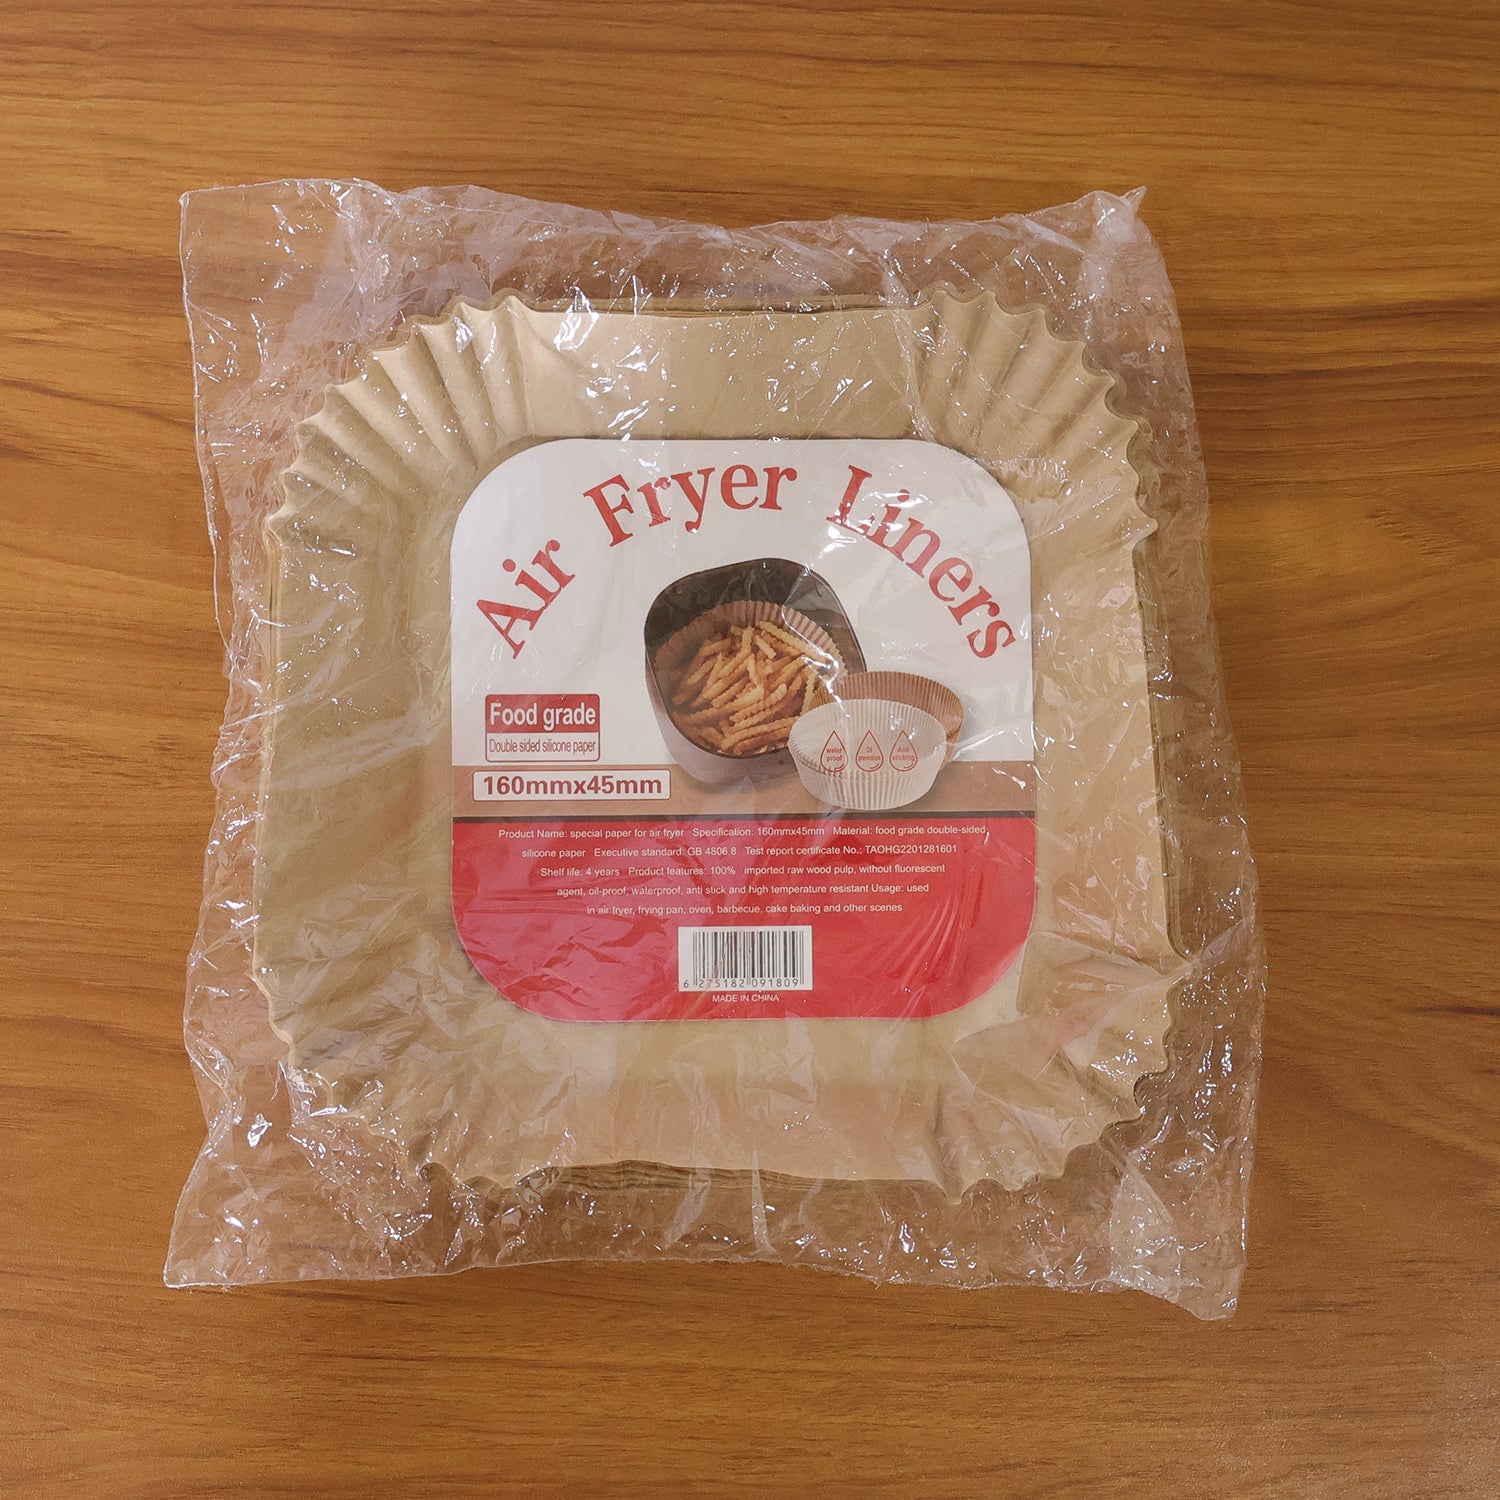 Air Fryer Liners
Food grade
Double sided silicone paper
160mmx45mm
water proof
Oil prevention
Anti sticking
Product Name: special paper for air fryer Specification: 160mmx45mm Material: food grade double-sided,
silicone paper Executive standard: GB 4806 8 Test report certificate No.: TAOHG2201281601
Shelf life: 4 years Product features: 100% imported raw wood pulp, without fluorescent
agent, oil-proof, waterproof, anti stick and high temperature resistant Usage: used
in air fryer, frying pan, oven, barbecue, cake baking and other scenes
6 275182 091809
MADE IN CHINA